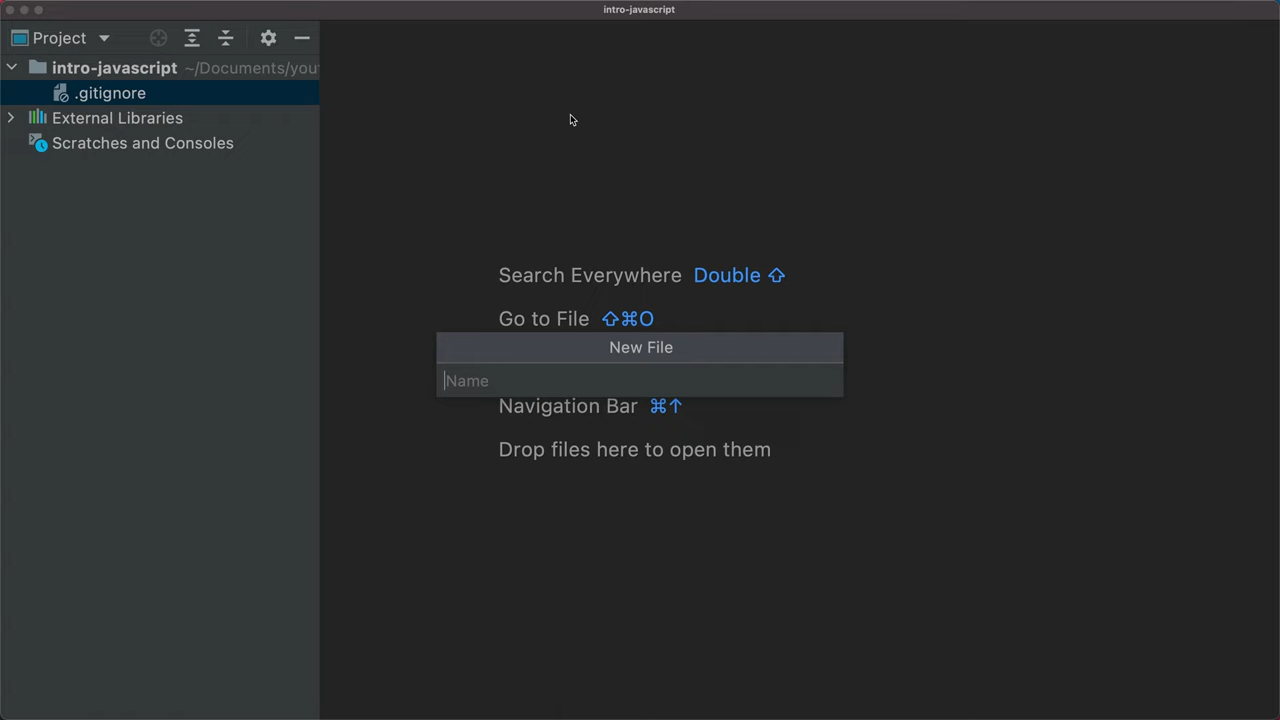 intro-javascript
Project
intro-javascript ~/Documents/you
.gitignore
External Libraries
Scratches and Consoles
Search Everywhere Double ⇧
Go to File ⇧⌘O
New File
Name
Navigation Bar ⌘↑
Drop files here to open them